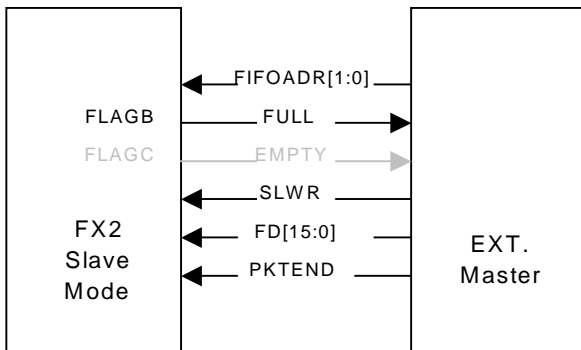 FIFOADR[1:0]
FLAGB FULL
FLAGC EMPTY
SLWR
FD[15:0]
PKTEND
FX2
Slave
Mode
EXT.
Master